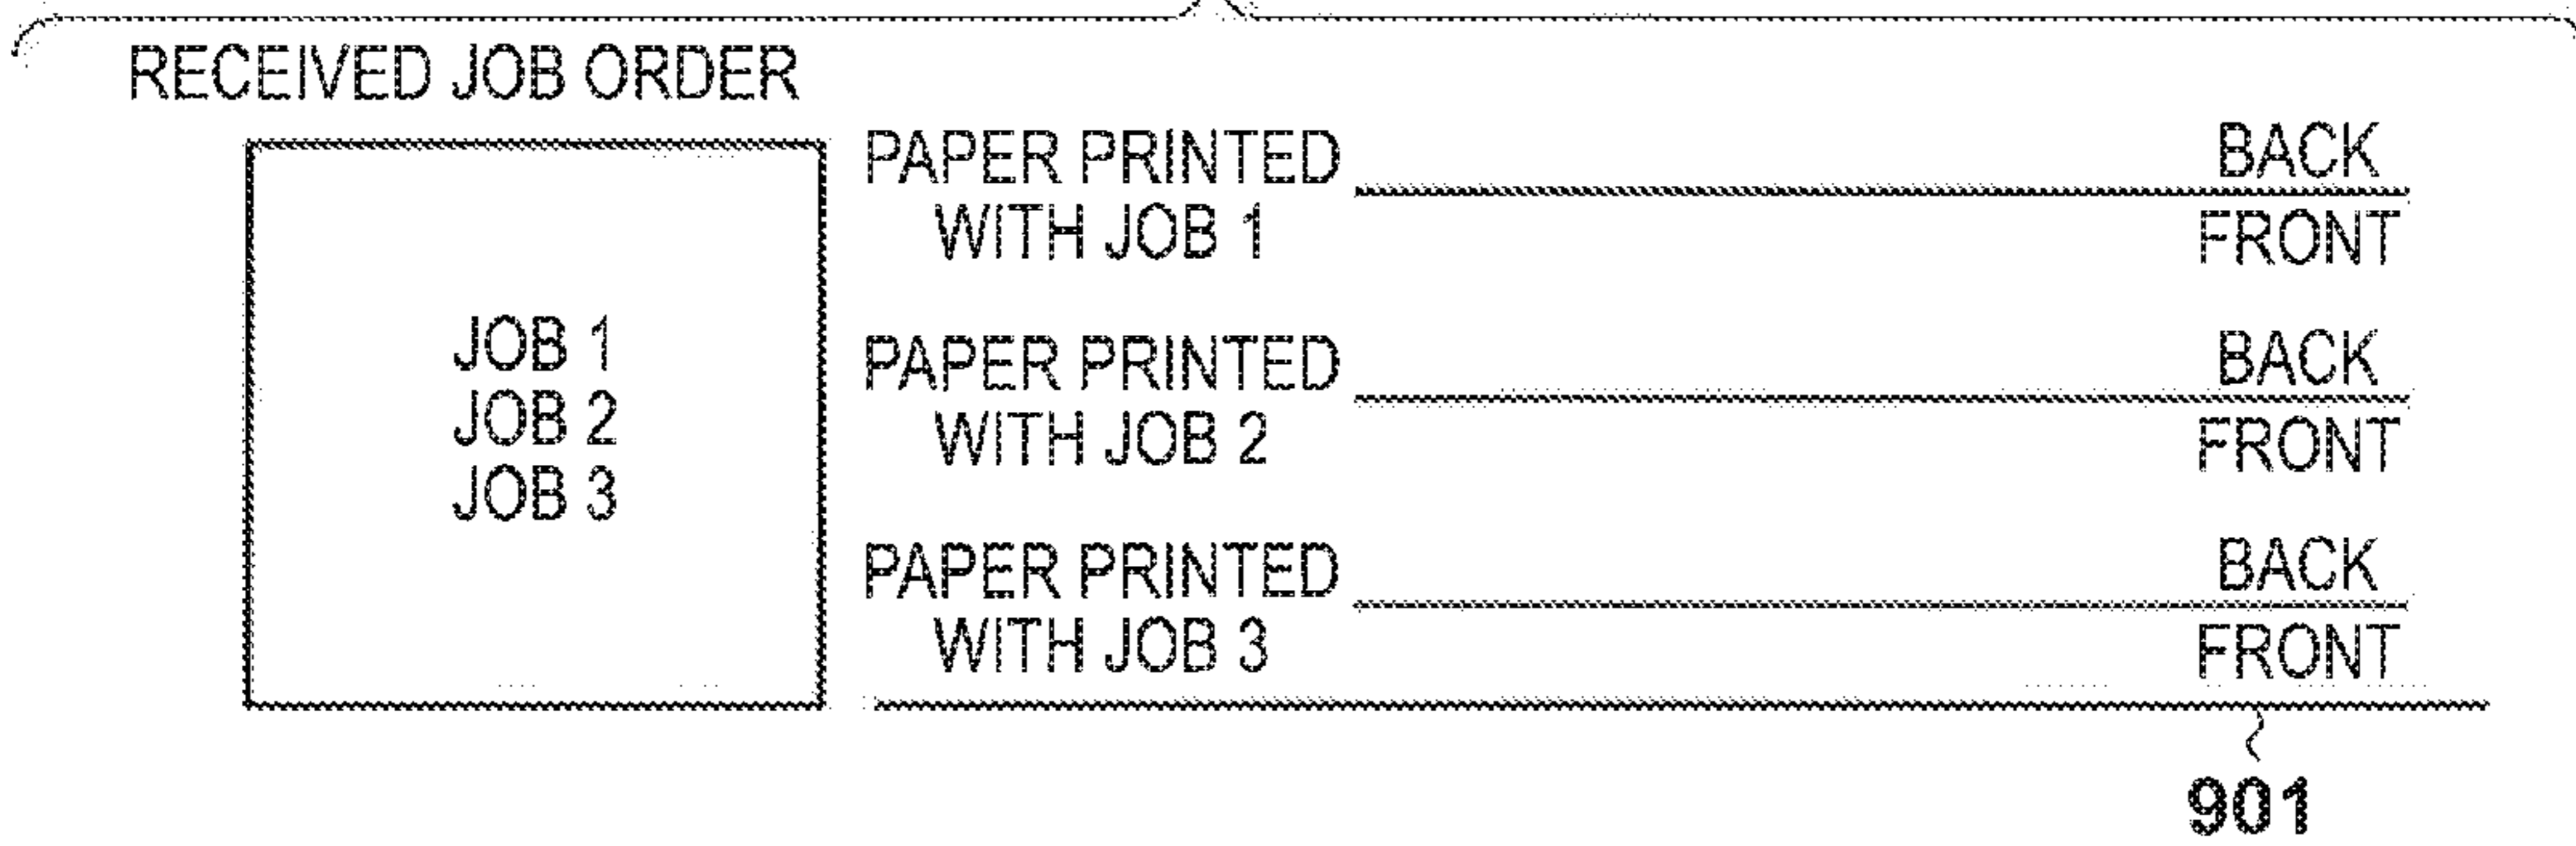 RECEIVED JOB ORDER
JOB 1
JOB 2
JOB 3
PAPER PRINTED
WITH JOB 1
BACK
FRONT
PAPER PRINTED
WITH JOB 2
BACK
FRONT
PAPER PRINTED
WITH JOB 3
BACK
FRONT
901